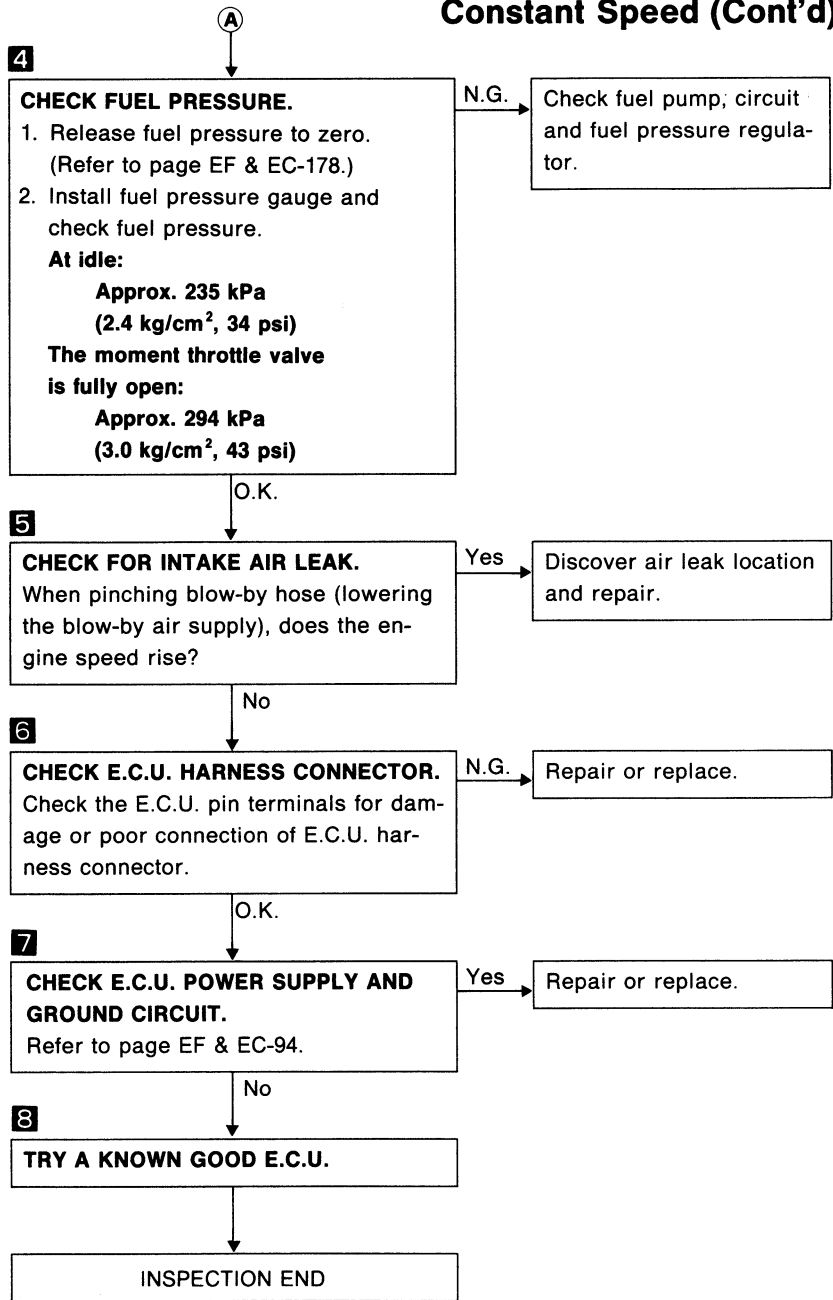 Constant Speed (Cont'd)
A
4
CHECK FUEL PRESSURE.
1. Release fuel pressure to zero.
(Refer to page EF & EC-178.)
2. Install fuel pressure gauge and
check fuel pressure.
At idle:
Approx. 235 kPa
(2.4 kg/cm², 34 psi)
The moment throttle valve
is fully open:
Approx. 294 kPa
(3.0 kg/cm², 43 psi)
N.G.
Check fuel pump, circuit
and fuel pressure regula-
tor.
O.K.
5
CHECK FOR INTAKE AIR LEAK.
When pinching blow-by hose (lowering
the blow-by air supply), does the en-
gine speed rise?
Yes
Discover air leak location
and repair.
No
6
CHECK E.C.U. HARNESS CONNECTOR.
Check the E.C.U. pin terminals for dam-
age or poor connection of E.C.U. har-
ness connector.
N.G.
Repair or replace.
O.K.
7
CHECK E.C.U. POWER SUPPLY AND
GROUND CIRCUIT.
Refer to page EF & EC-94.
Yes
Repair or replace.
No
8
TRY A KNOWN GOOD E.C.U.
INSPECTION END